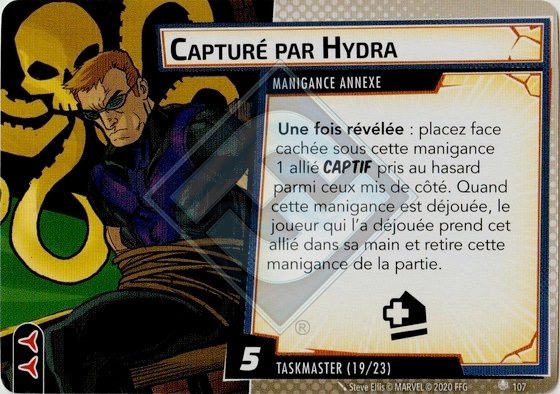 Capturé par Hydra
MANIGANCE ANNEXE
Une fois révélée : placez face
cachée sous cette manigance
1 allié CAPTIF pris au hasard
parmi ceux mis de côté. Quand
cette manigance est déjouée, le
joueur qui l'a déjouée prend cet
allié dans sa main et retire cette
manigance de la partie.
®
5
TASKMASTER (19/23)
Steve Ellis © MARVEL © 2020 FFG
107